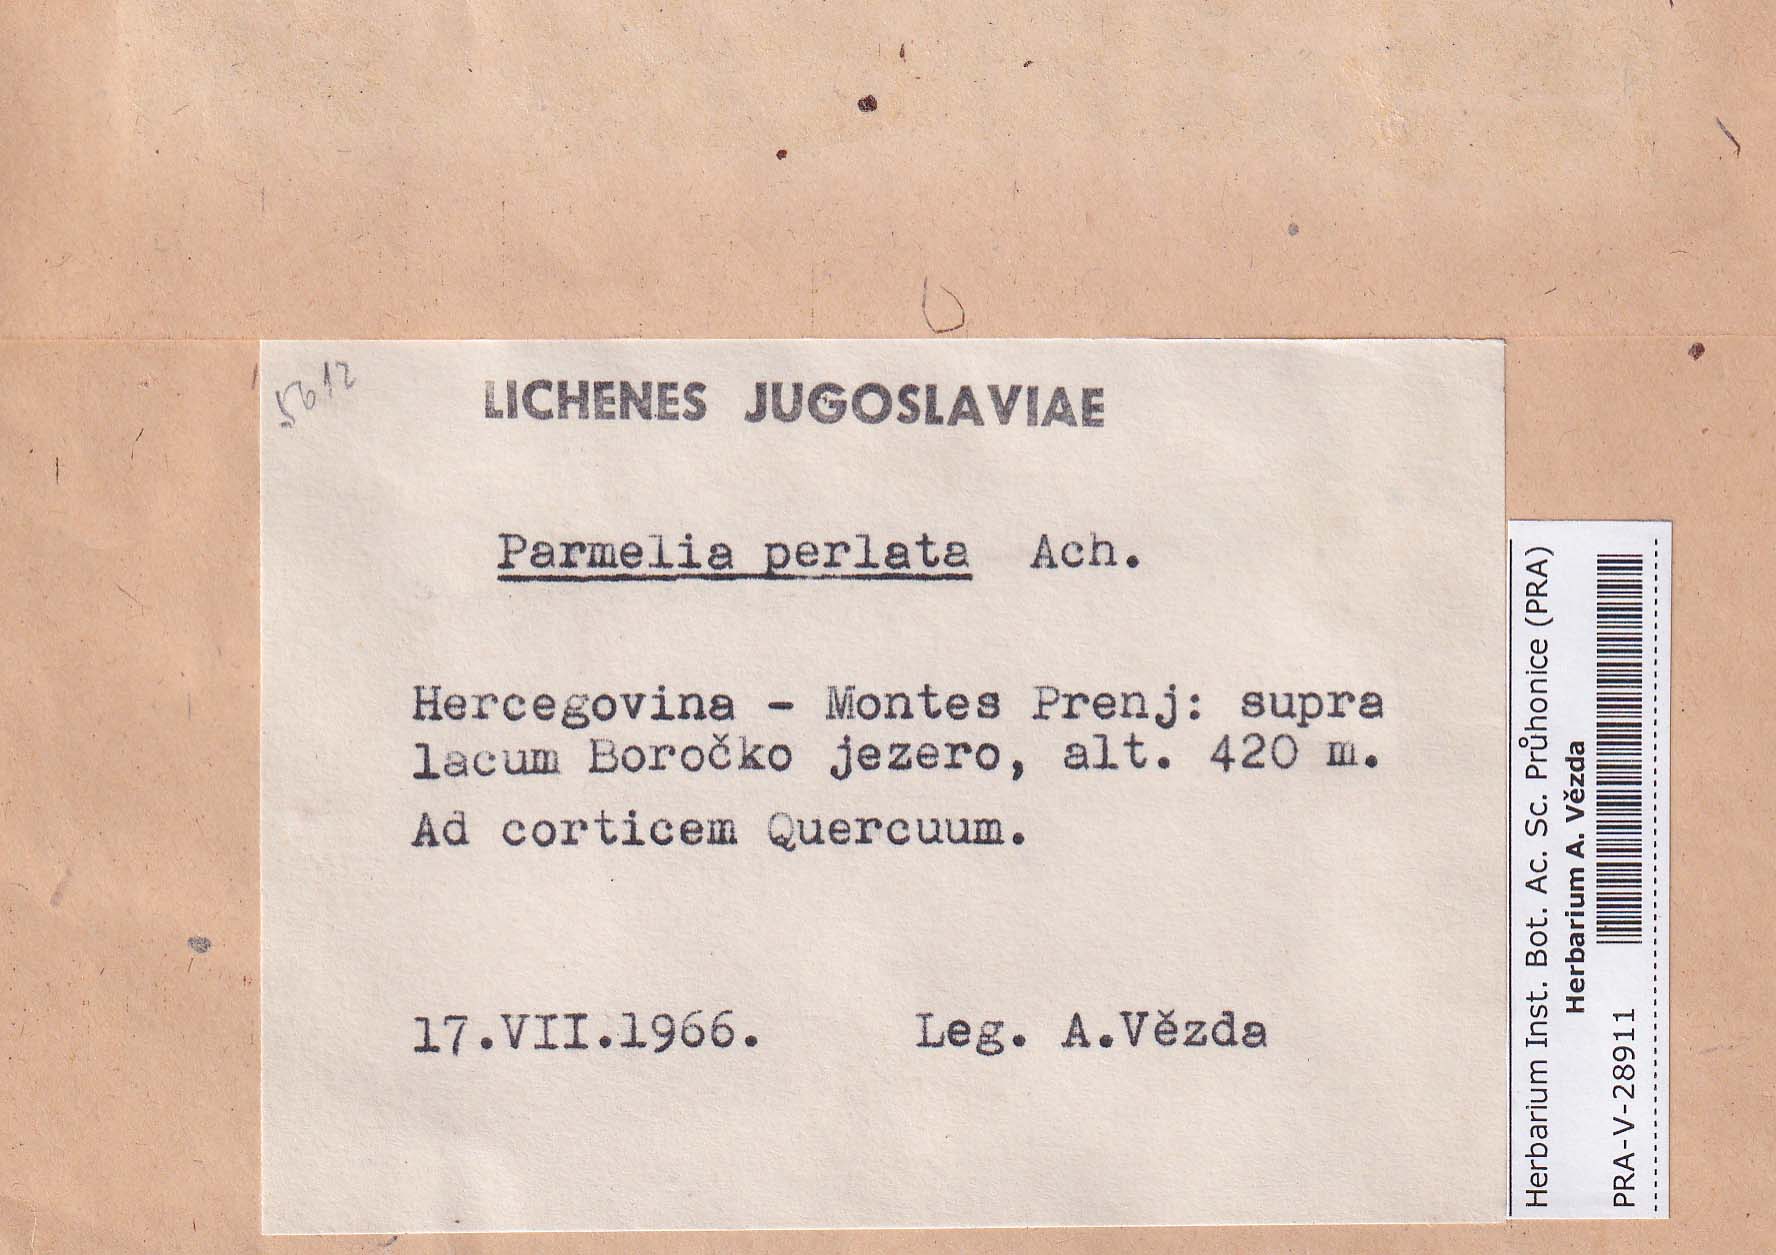 5612
LICHENES JUGOSLAVIAE
Parmelia perlata Ach.
Hercegovina - Montes Prenj: supra
lacum Boročko jezero, alt. 420 m.
Ad corticem Quercuum.
17.VII.1966. Leg. A.Vězda
Herbarium Inst. Bot. Ac. Sc. Průhonice (PRA)
Herbarium A. Vězda
PRA-V-28911